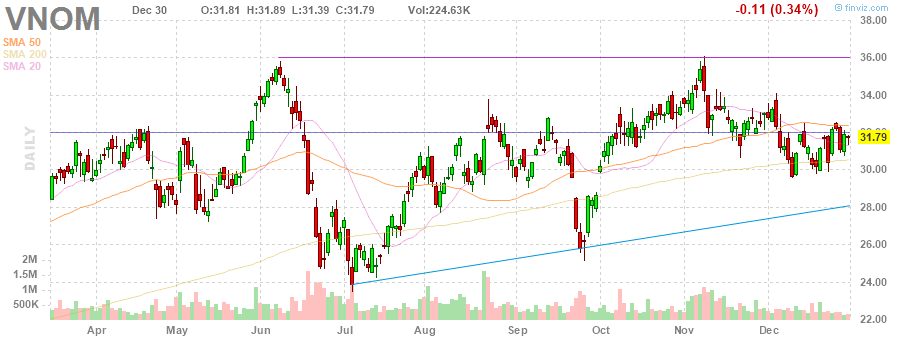 VNOM
Dec 30 O:31.81 H:31.89 L:31.39 C:31.79 Vol:224.63K -0.11 (0.34%)
© finviz.com
SMA 50
SMA 200
SMA 20
DAILY
38.00
36.00
34.00
32.00
31.79
30.00
28.00
26.00
24.00
22.00
2M
1.5M
1M
500K
Apr May Jun Jul Aug Sep Oct Nov Dec